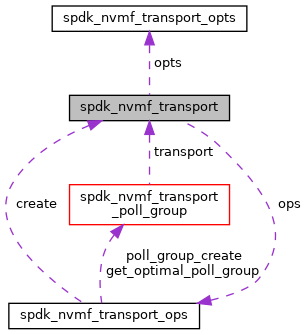 spdk_nvmf_transport_opts
opts
spdk_nvmf_transport
transport
create
ops
spdk_nvmf_transport
_poll_group
poll_group_create
get_optimal_poll_group
spdk_nvmf_transport_ops